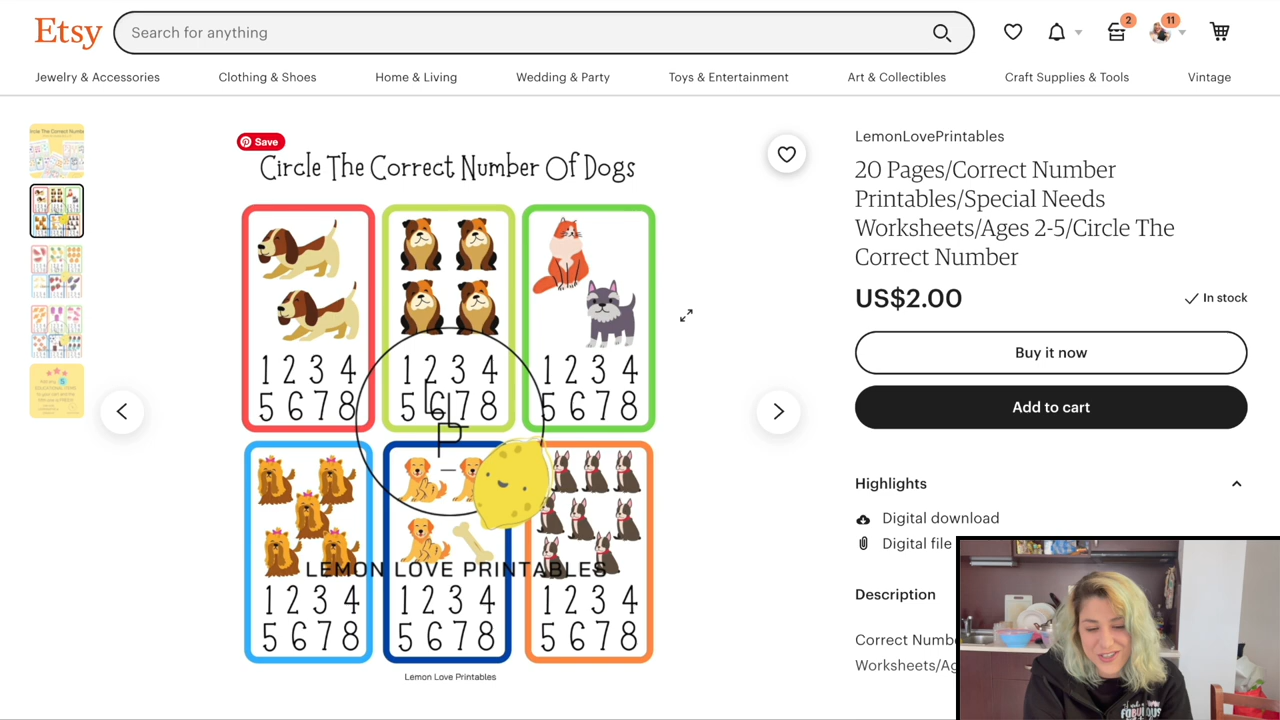 Etsy
Search for anything
2
11
Jewelry & Accessories
Clothing & Shoes
Home & Living
Wedding & Party
Toys & Entertainment
Art & Collectibles
Craft Supplies & Tools
Vintage
Save
Circle The Correct Number Of Dogs
1 2 3 4
5 6 7 8
1 2 3 4
5 6 7 8
1 2 3 4
5 6 7 8
1 2 3 4
5 6 7 8
1 2 3 4
5 6 7 8
1 2 3 4
5 6 7 8
L
L
P
LEMON LOVE PRINTABLES
Lemon Love Printables
LemonLovePrintables
20 Pages/Correct Number
Printables/Special Needs
Worksheets/Ages 2-5/Circle The
Correct Number
US$2.00
In stock
Buy it now
Add to cart
Highlights
Digital download
Digital file
Description
Correct Numbe
Worksheets/Ag
FABULOUS